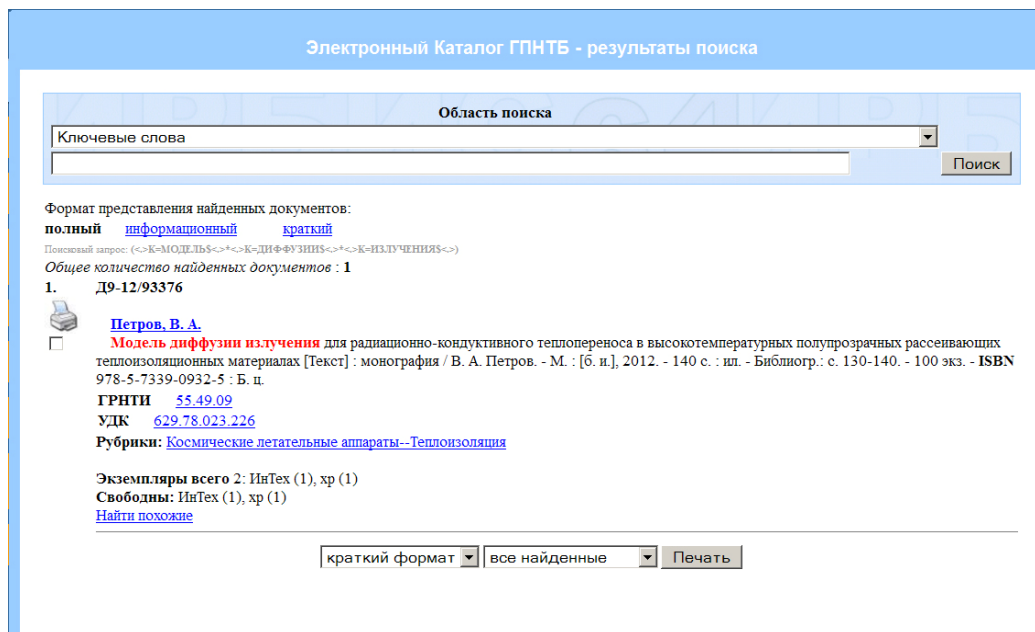 Электронный Каталог ГПНТБ - результаты поиска
Область поиска
Ключевые слова
Поиск
Формат представления найденных документов:
полный информационный краткий
Поисковый запрос: (<.>K=МОДЕЛЬ$<.>*<.>K=ДИФФУЗИИ$<.>*<.>K=ИЗЛУЧЕНИЯ$<.>)
Общее количество найденных документов : 1
1. Д9-12/93376
Петров, В. А.
Модель диффузии излучения для радиационно-кондуктивного теплопереноса в высокотемпературных полупрозрачных рассеивающих
теплоизоляционных материалах [Текст] : монография / В. А. Петров. - М. : [б. и.], 2012. - 140 с. : ил. - Библиогр.: с. 130-140. - 100 экз. - ISBN
978-5-7339-0932-5 : Б. ц.
ГРНТИ 55.49.09
УДК 629.78.023.226
Рубрики: Космические летательные аппараты--Теплоизоляция
Экземпляры всего 2: ИнТех (1), хр (1)
Свободны: ИнТех (1), хр (1)
Найти похожие
краткий формат все найденные Печать